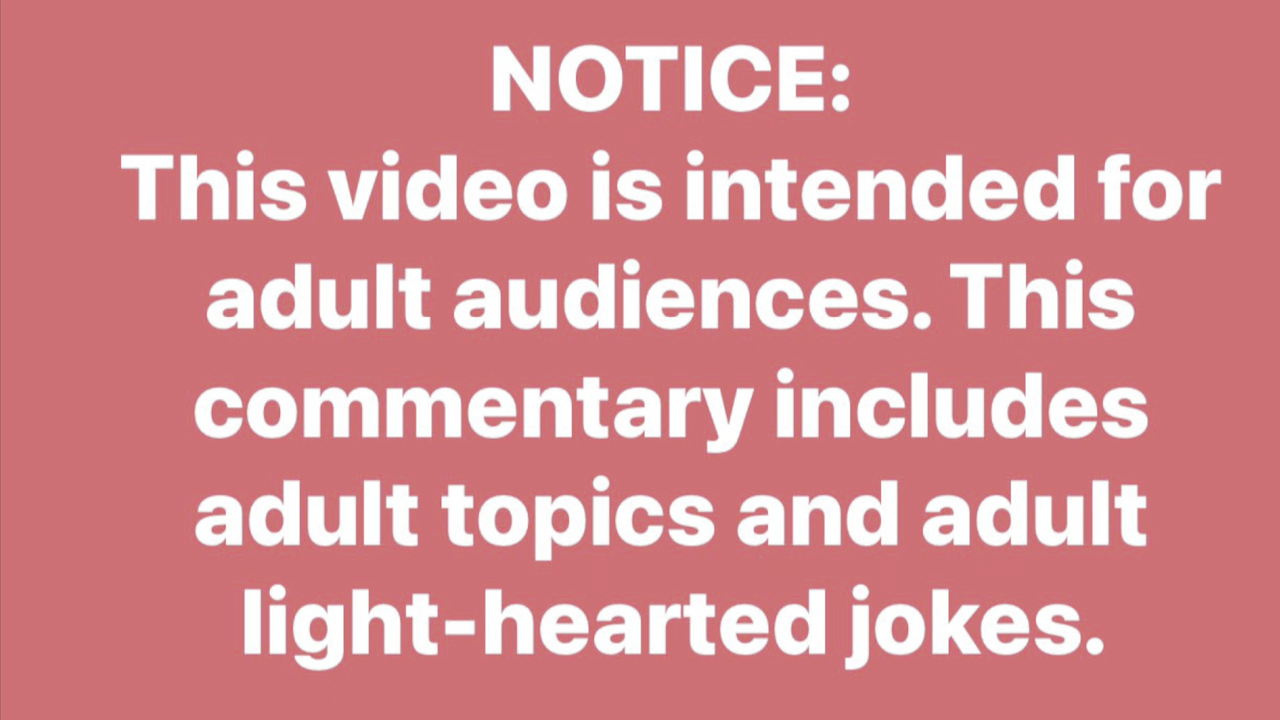 NOTICE:
This video is intended for
adult audiences. This
commentary includes
adult topics and adult
light-hearted jokes.